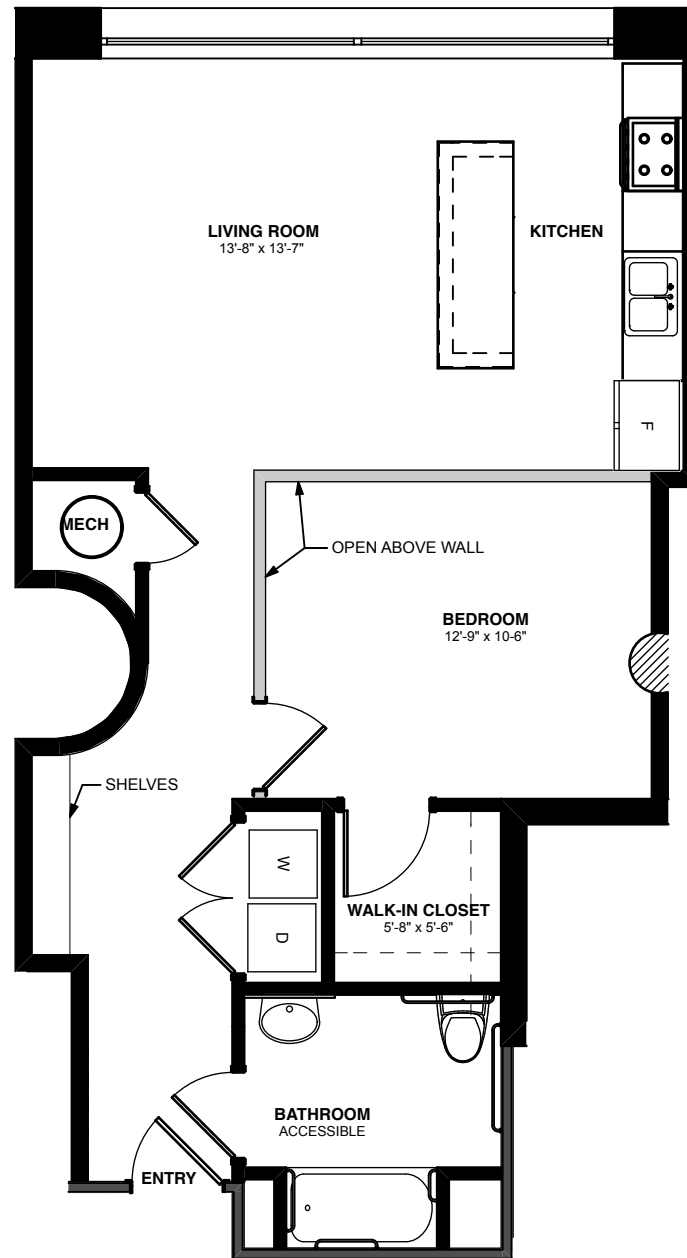 LIVING ROOM
13'-8" x 13'-7"
KITCHEN
F
MECH
OPEN ABOVE WALL
BEDROOM
12'-9" x 10'-6"
SHELVES
W
D
WALK-IN CLOSET
5'-8" x 5'-6"
BATHROOM
ACCESSIBLE
ENTRY